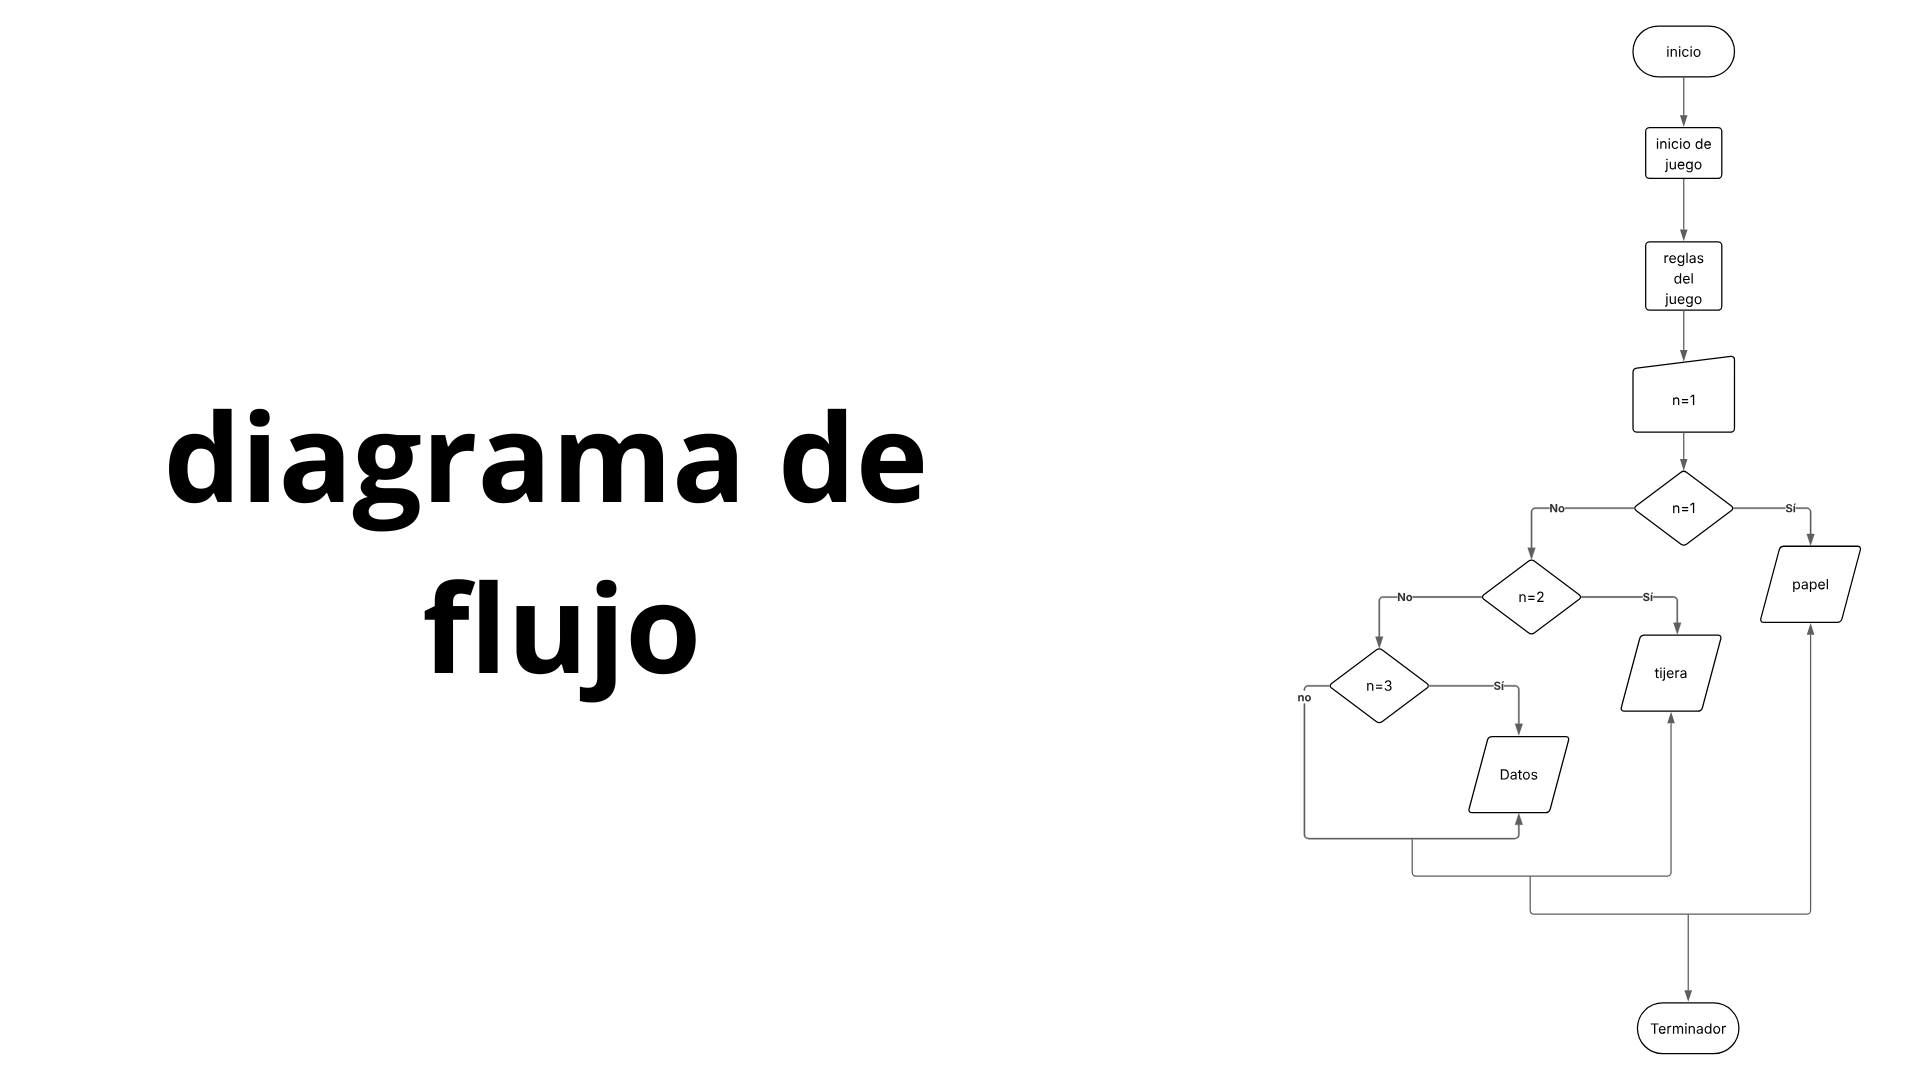 diagrama de
flujo
inicio
inicio de
juego
reglas
del
juego
n=1
n=1
No
Sí
papel
n=2
No
Sí
tijera
n=3
no
Sí
Datos
Terminador